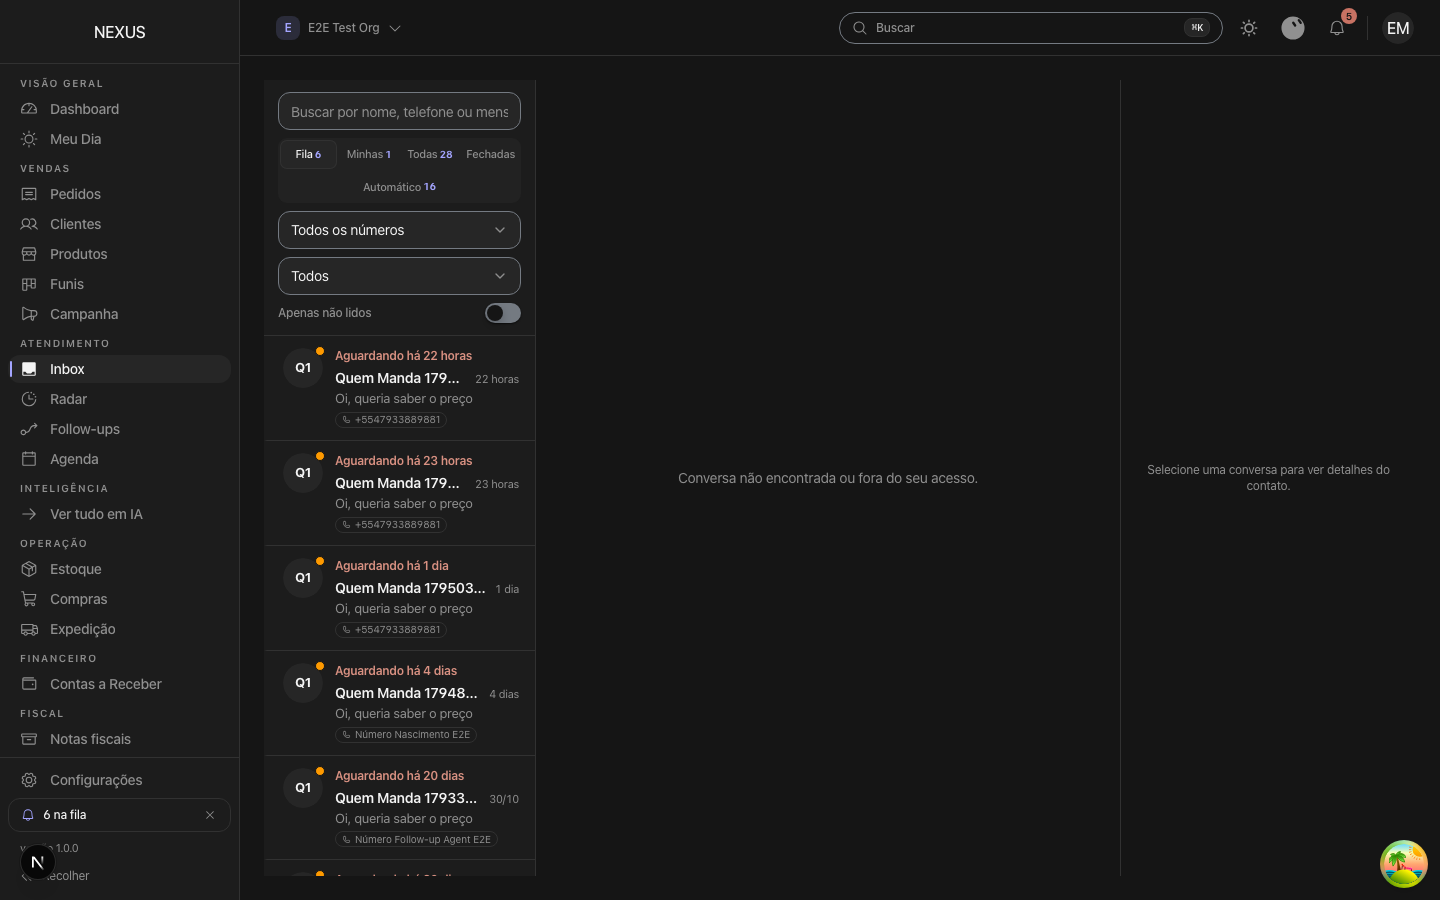 NEXUS
VISÃO GERAL
Dashboard
Meu Dia
VENDAS
Pedidos
Clientes
Produtos
Funis
Campanha
ATENDIMENTO
Inbox
Radar
Follow-ups
Agenda
INTELIGÊNCIA
Ver tudo em IA
OPERAÇÃO
Estoque
Compras
Expedição
FINANCEIRO
Contas a Receber
FISCAL
Notas fiscais
Configurações
6 na fila
1.0.0
N
E E2E Test Org
Buscar ⌘K
5
EM
Buscar por nome, telefone ou mens
Fila 6 Minhas 1 Todas 28 Fechadas
Automático 16
Todos os números
Todos
Apenas não lidos
Q1
Aguardando há 22 horas
Quem Manda 179... 22 horas
Oi, queria saber o preço
+5547933889881
Q1
Aguardando há 23 horas
Quem Manda 179... 23 horas
Oi, queria saber o preço
+5547933889881
Q1
Aguardando há 1 dia
Quem Manda 179503... 1 dia
Oi, queria saber o preço
+5547933889881
Q1
Aguardando há 4 dias
Quem Manda 17948... 4 dias
Oi, queria saber o preço
Número Nascimento E2E
Q1
Aguardando há 20 dias
Quem Manda 17933... 30/10
Oi, queria saber o preço
Número Follow-up Agent E2E
Conversa não encontrada ou fora do seu acesso.
Selecione uma conversa para ver detalhes do
contato.